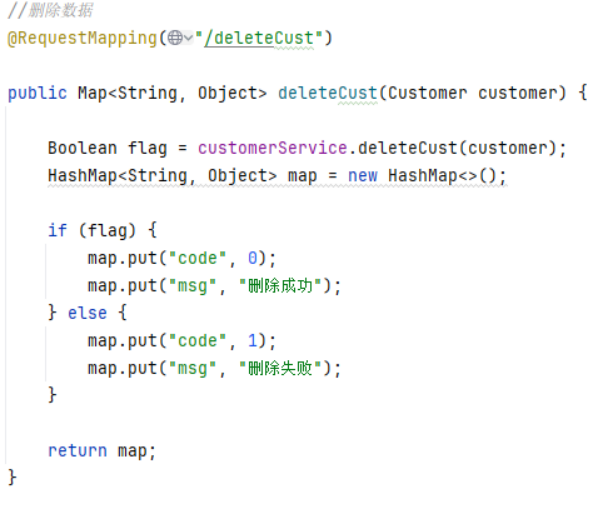 //删除数据
@RequestMapping("/deleteCust")
public Map<String, Object> deleteCust(Customer customer) {
Boolean flag = customerService.deleteCust(customer);
HashMap<String, Object> map = new HashMap<>();
if (flag) {
map.put("code", 0);
map.put("msg", "删除成功");
} else {
map.put("code", 1);
map.put("msg", "删除失败");
}
return map;
}